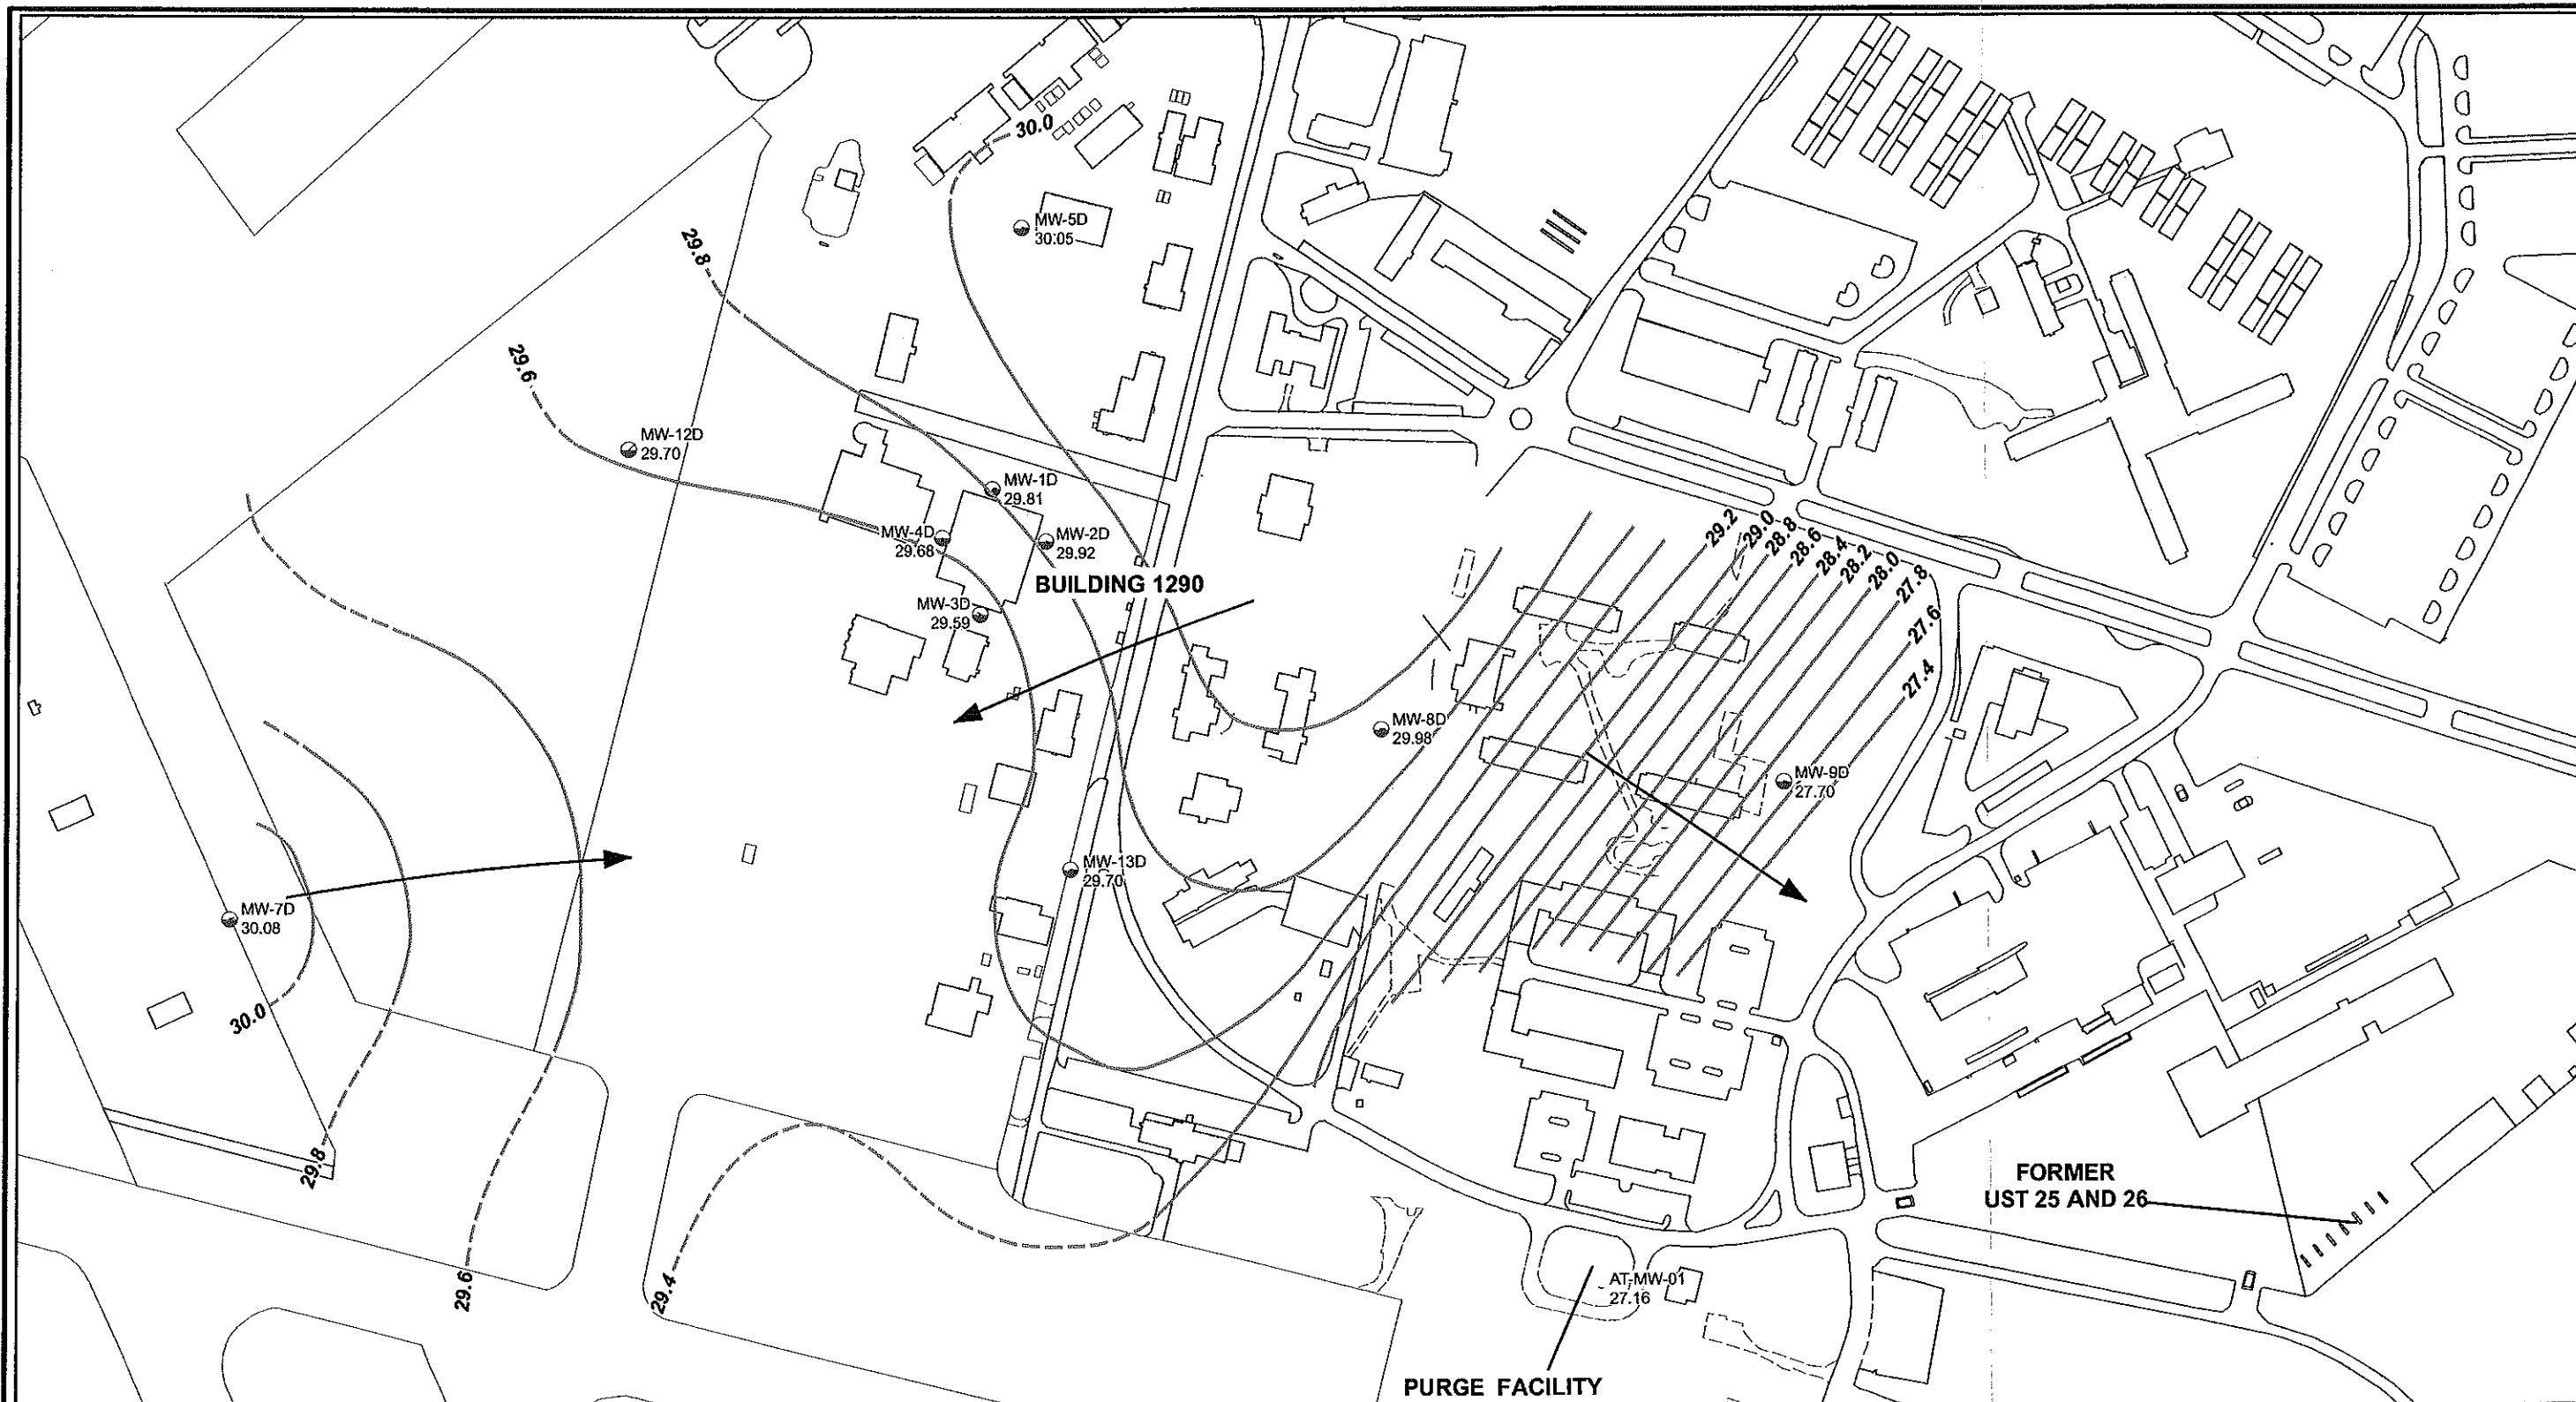 30.0
MW-5D
30.05
29.8
29.6
MW-12D
29.70
MW-1D
29.81
MW-4D
29.68
MW-2D
29.92
BUILDING 1290
MW-3D
29.59
29.2
29.0
28.8
28.6
28.4
28.2
28.0
27.8
27.6
27.4
MW-8D
29.98
MW-9D
27.70
MW-13D
29.70
MW-7D
30.08
30.0
29.8
29.6
29.4
FORMER
UST 25 AND 26
AT-MW-01
27.16
PURGE FACILITY